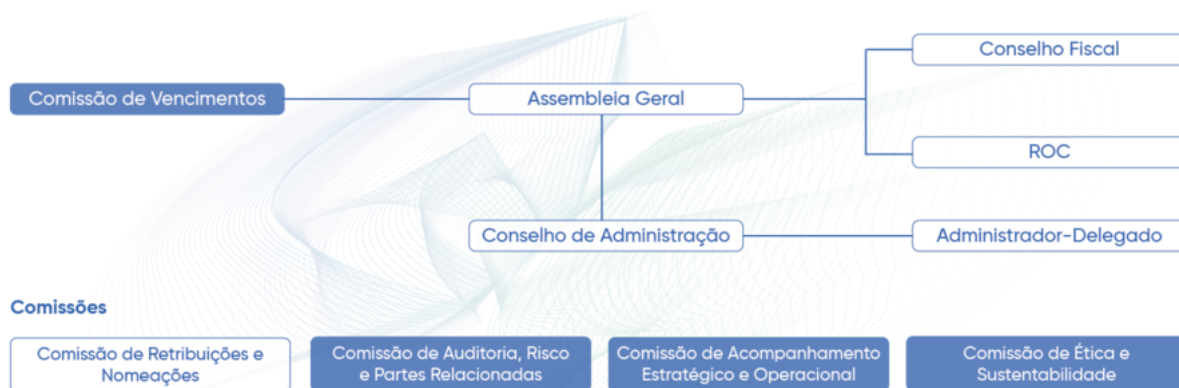 Conselho Fiscal
Comissão de Vencimentos
Assembleia Geral
ROC
Conselho de Administração
Administrador-Delegado
Comissões
Comissão de Retribuições e
Nomeações
Comissão de Auditoria, Risco
e Partes Relacionadas
Comissão de Acompanhamento
Estratégico e Operacional
Comissão de Ética e
Sustentabilidade